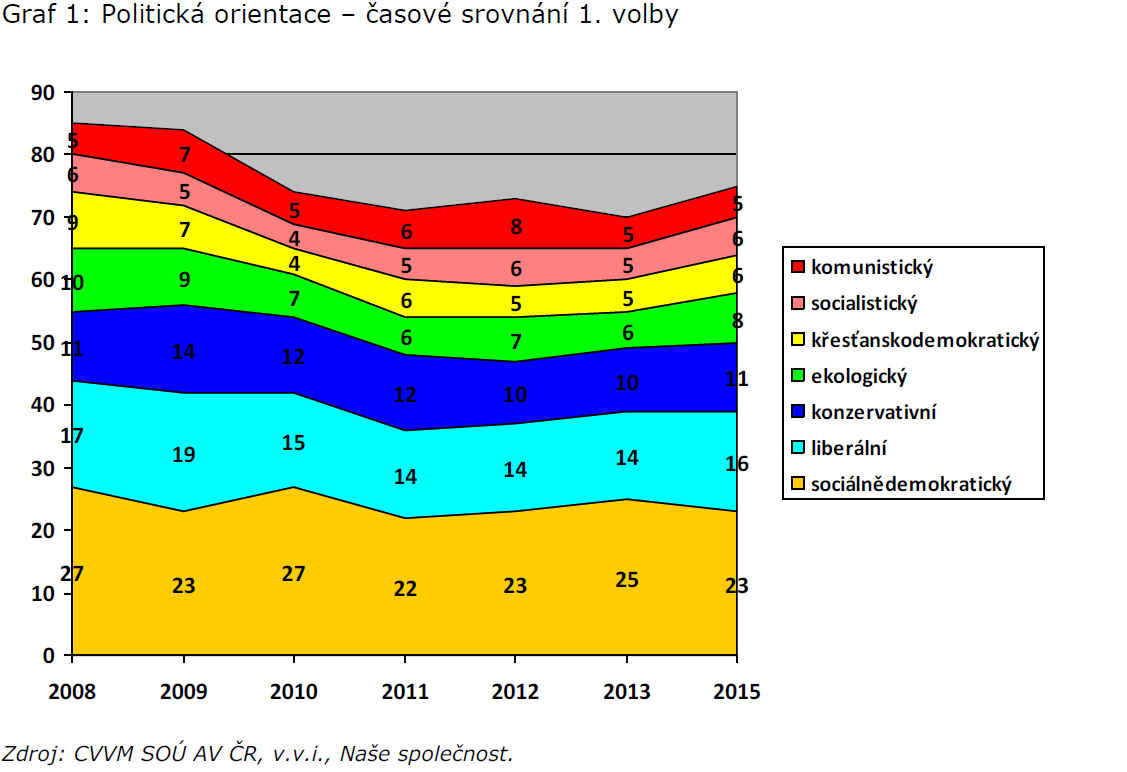 Graf 1: Politická orientace – časové srovnání 1. volby
90
80
70
60
50
40
30
20
10
0
5 7 5 6 8 5 5
6 5 4 5 6 5 6
9 7 4 6 5 5 6
10 9 7 6 7 6 8
11 14 12 12 10 10 11
17 19 15 14 14 14 16
27 23 27 22 23 25 23
2008 2009 2010 2011 2012 2013 2015
komunistický
socialistický
křesťanskodemokratický
ekologický
konzervativní
liberální
sociálnědemokratický
Zdroj: CVVM SOÚ AV ČR, v.v.i., Naše společnost.